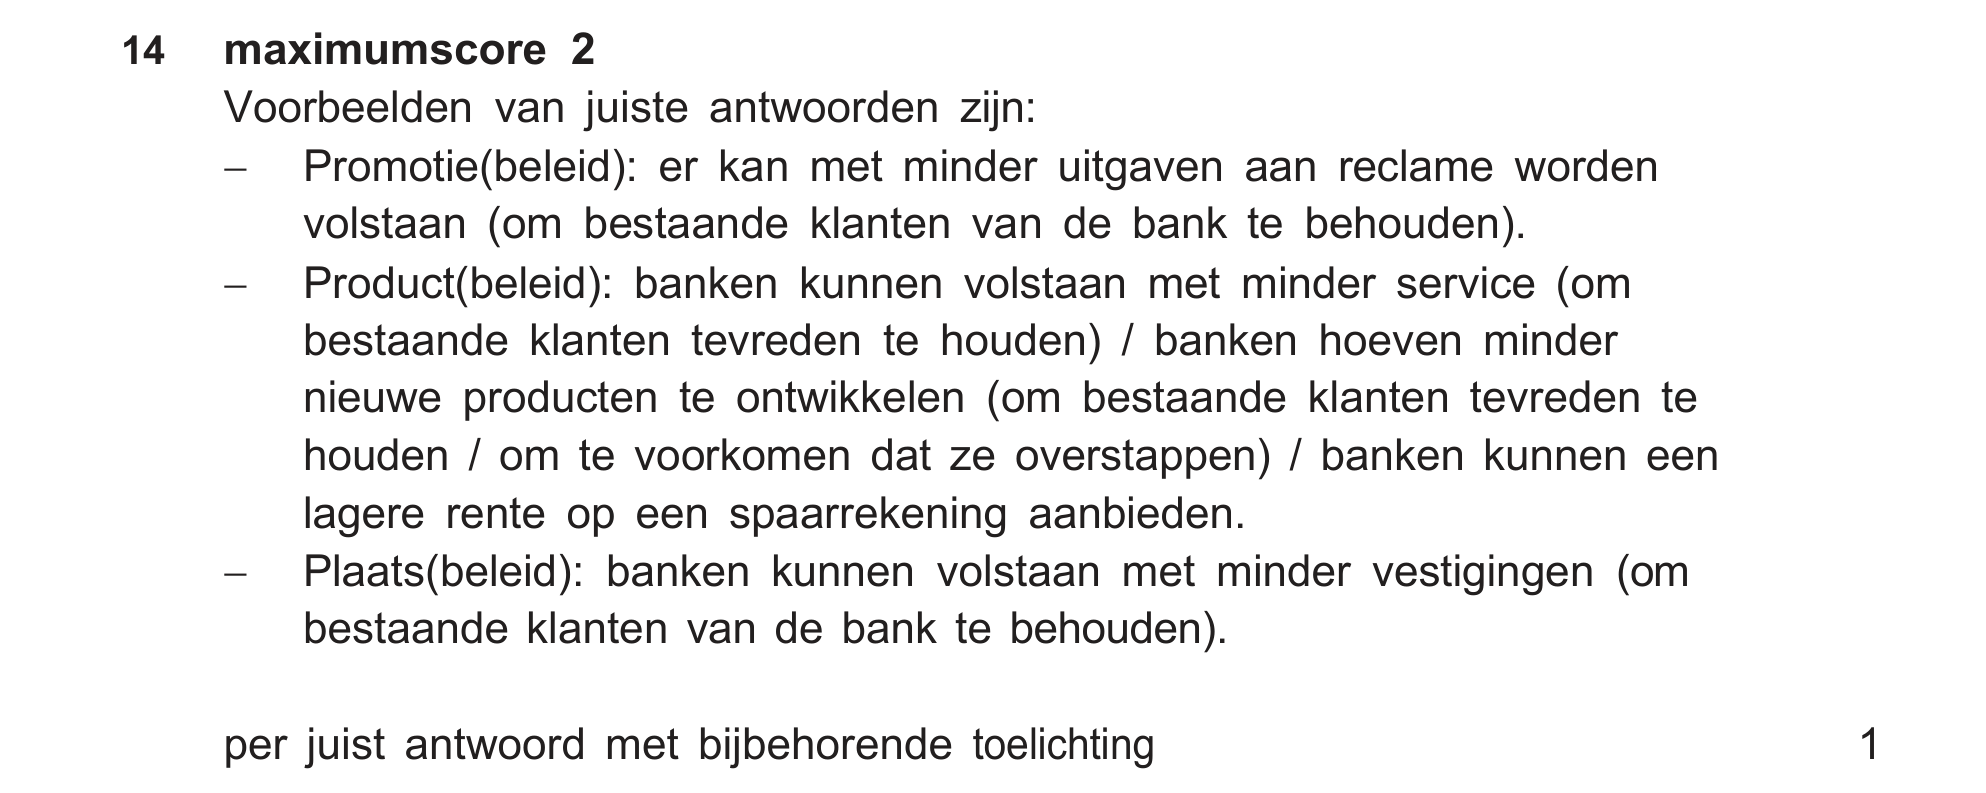 14 maximumscore 2
Voorbeelden van juiste antwoorden zijn:
− Promotie(beleid): er kan met minder uitgaven aan reclame worden
volstaan (om bestaande klanten van de bank te behouden).
− Product(beleid): banken kunnen volstaan met minder service (om
bestaande klanten tevreden te houden) / banken hoeven minder
nieuwe producten te ontwikkelen (om bestaande klanten tevreden te
houden / om te voorkomen dat ze overstappen) / banken kunnen een
lagere rente op een spaarrekening aanbieden.
− Plaats(beleid): banken kunnen volstaan met minder vestigingen (om
bestaande klanten van de bank te behouden).
per juist antwoord met bijbehorende toelichting 1